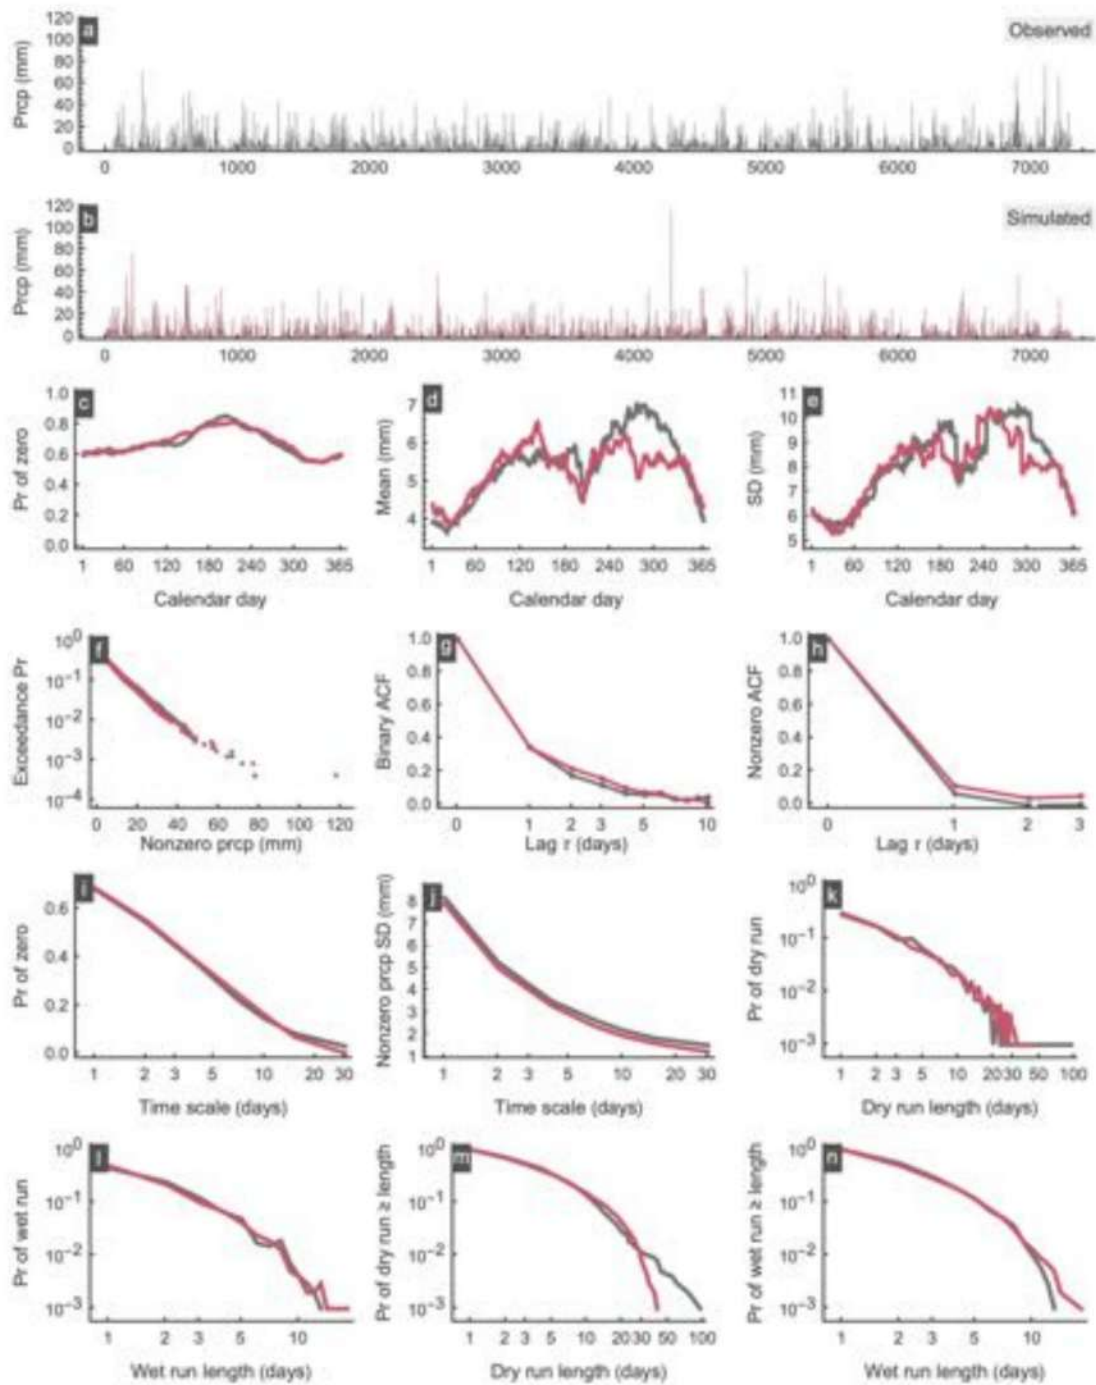 a
Observed
Prcp (mm)
120
100
80
60
40
20
0
0 1000 2000 3000 4000 5000 6000 7000
b
Simulated
Prcp (mm)
120
100
80
60
40
20
0
0 1000 2000 3000 4000 5000 6000 7000
c
Pr of zero
1.0
0.8
0.6
0.4
0.2
0.0
1 60 120 180 240 300 365
Calendar day
d
Mean (mm)
7
6
5
4
1 60 120 180 240 300 365
Calendar day
e
SD (mm)
11
10
9
8
7
6
5
1 60 120 180 240 300 365
Calendar day
f
Exceedance Pr
10^0
10^-1
10^-2
10^-3
10^-4
0 20 40 60 80 100 120
Nonzero prcp (mm)
g
Binary ACF
1.0
0.8
0.6
0.4
0.2
0.0
0 1 2 3 5 10
Lag τ (days)
h
Nonzero ACF
1.0
0.8
0.6
0.4
0.2
0.0
0 1 2 3
Lag τ (days)
i
Pr of zero
0.6
0.4
0.2
0.0
1 2 3 5 10 20 30
Time scale (days)
j
Nonzero prcp SD (mm)
8
7
6
5
4
3
2
1
1 2 3 5 10 20 30
Time scale (days)
k
Pr of dry run
10^0
10^-1
10^-2
10^-3
1 2 3 5 10 20 30 50 100
Dry run length (days)
l
Pr of wet run
10^0
10^-1
10^-2
10^-3
1 2 3 5 10
Wet run length (days)
m
Pr of dry run ≥ length
10^0
10^-1
10^-2
10^-3
1 2 3 5 10 20 30 50 100
Dry run length (days)
n
Pr of wet run ≥ length
10^0
10^-1
10^-2
10^-3
1 2 3 5 10
Wet run length (days)